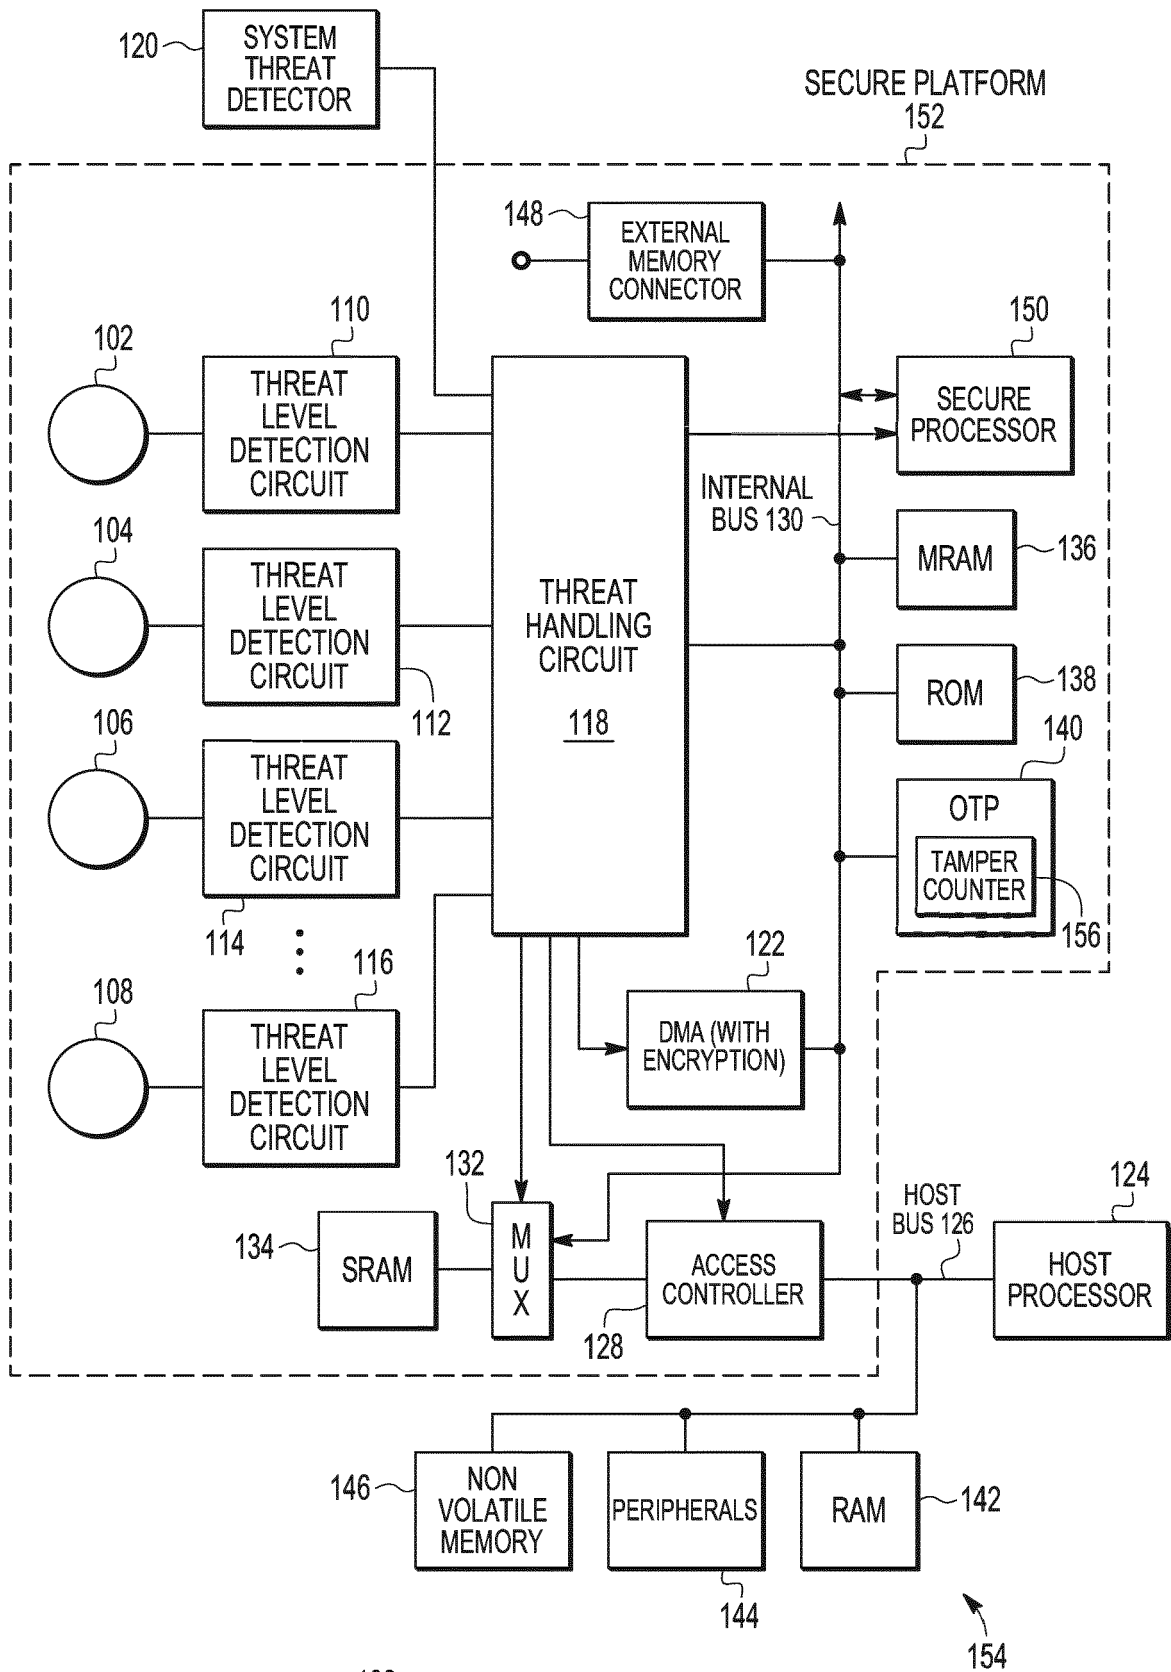 120
SYSTEM
THREAT
DETECTOR
SECURE PLATFORM
152
148
EXTERNAL
MEMORY
CONNECTOR
102
110
THREAT
LEVEL
DETECTION
CIRCUIT
150
SECURE
PROCESSOR
INTERNAL
BUS 130
104
THREAT
LEVEL
DETECTION
CIRCUIT
112
THREAT
HANDLING
CIRCUIT
118
MRAM
136
ROM
138
106
THREAT
LEVEL
DETECTION
CIRCUIT
114
140
OTP
TAMPER
COUNTER
156
108
116
THREAT
LEVEL
DETECTION
CIRCUIT
122
DMA (WITH
ENCRYPTION)
132
MUX
134
SRAM
ACCESS
CONTROLLER
128
HOST
BUS 126
124
HOST
PROCESSOR
146
NON
VOLATILE
MEMORY
PERIPHERALS
144
RAM
142
154